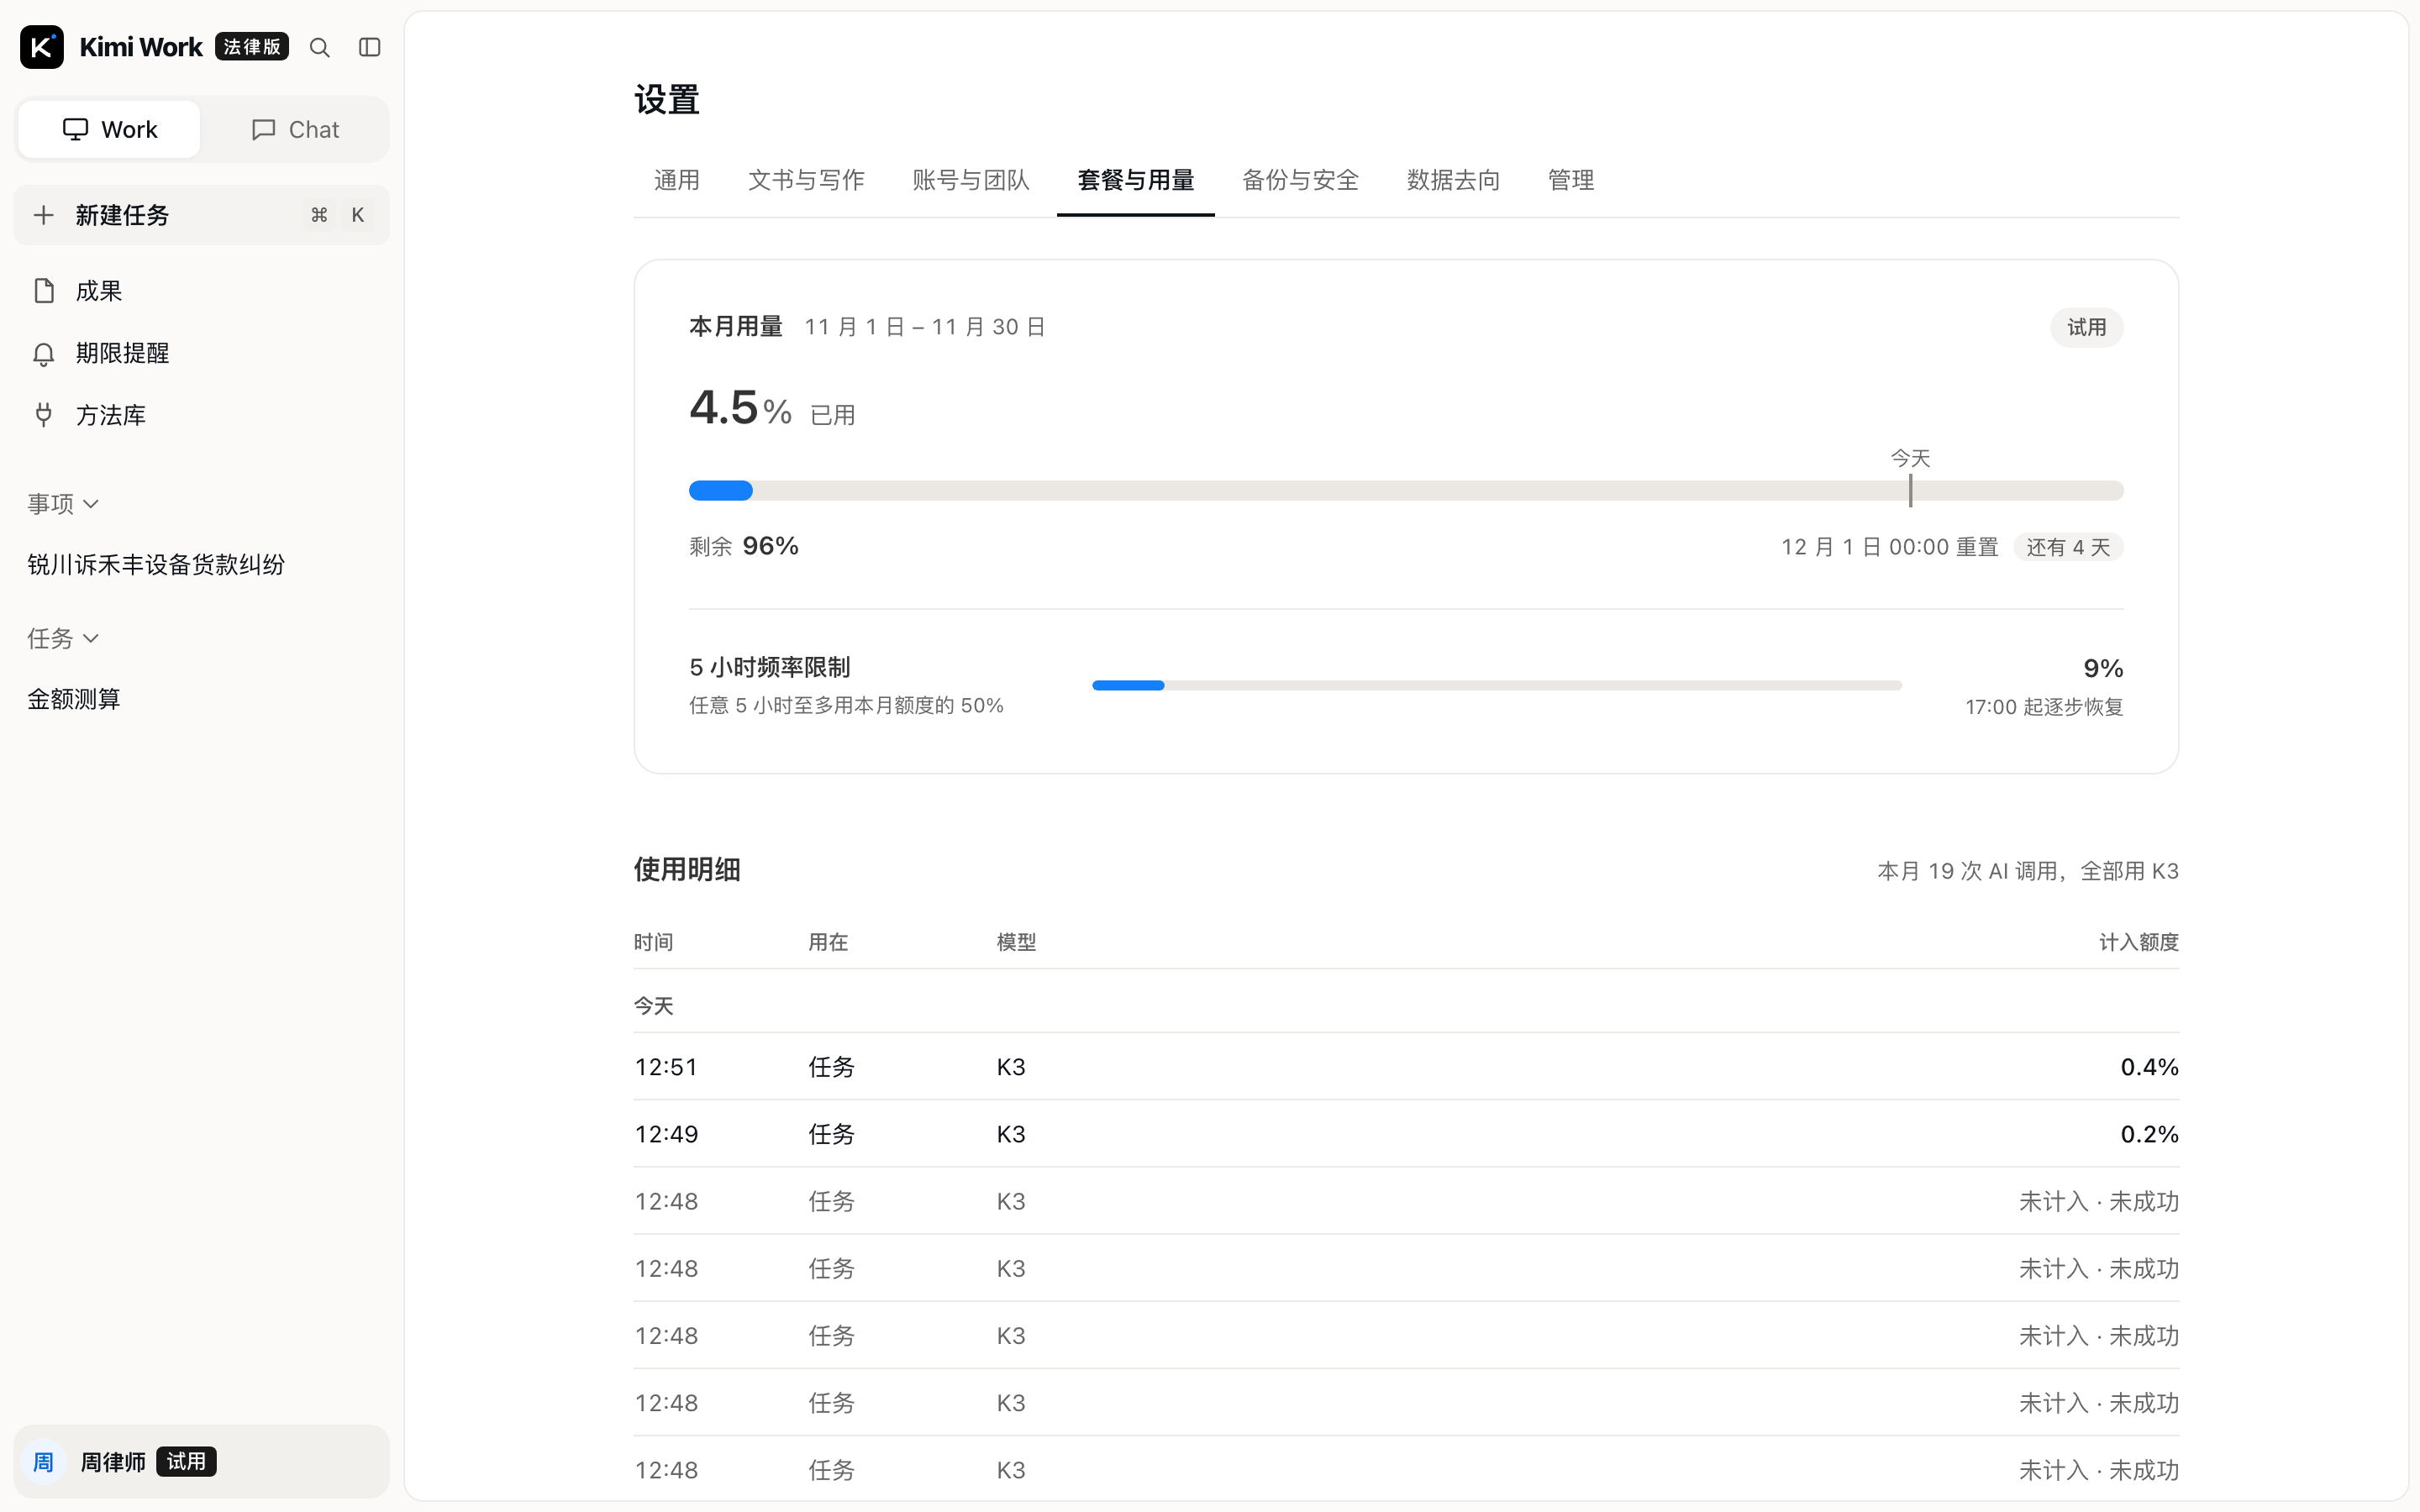 Kimi Work 法律版
Work
Chat
新建任务 ⌘ K
成果
期限提醒
方法库
事项
锐川诉禾丰设备货款纠纷
任务
金额测算
周 周律师 试用
设置
通用 文书与写作 账号与团队 套餐与用量 备份与安全 数据去向 管理
本月用量 11 月 1 日 – 11 月 30 日 试用
4.5% 已用
今天
剩余 96% 12 月 1 日 00:00 重置 还有 4 天
5 小时频率限制 9%
任意 5 小时至多用本月额度的 50% 17:00 起逐步恢复
使用明细 本月 19 次 AI 调用，全部用 K3
时间 用在 模型 计入额度
今天
12:51 任务 K3 0.4%
12:49 任务 K3 0.2%
12:48 任务 K3 未计入 · 未成功
12:48 任务 K3 未计入 · 未成功
12:48 任务 K3 未计入 · 未成功
12:48 任务 K3 未计入 · 未成功
12:48 任务 K3 未计入 · 未成功